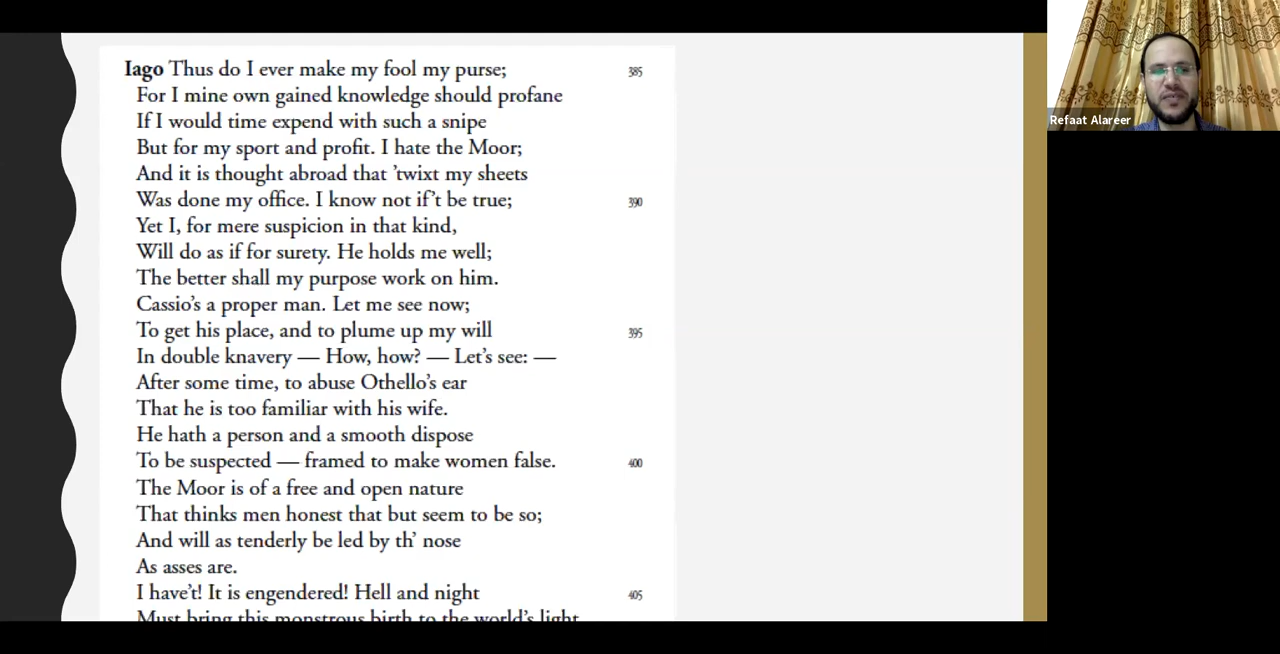 Iago Thus do I ever make my fool my purse; 385
For I mine own gained knowledge should profane
If I would time expend with such a snipe
But for my sport and profit. I hate the Moor;
And it is thought abroad that ’twixt my sheets
Was done my office. I know not if’t be true; 390
Yet I, for mere suspicion in that kind,
Will do as if for surety. He holds me well;
The better shall my purpose work on him.
Cassio’s a proper man. Let me see now;
To get his place, and to plume up my will 395
In double knavery — How, how? — Let’s see: —
After some time, to abuse Othello’s ear
That he is too familiar with his wife.
He hath a person and a smooth dispose
To be suspected — framed to make women false. 400
The Moor is of a free and open nature
That thinks men honest that but seem to be so;
And will as tenderly be led by th’ nose
As asses are.
I have’t! It is engendered! Hell and night 405
Must bring this monstrous birth to the world’s light
Refaat Alareer